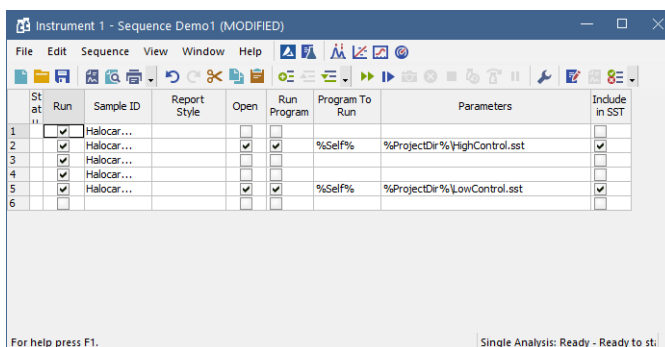 Instrument 1 - Sequence Demo1 (MODIFIED)
File Edit Sequence View Window Help
St at u Run Sample ID Report Style Open Run Program Program To Run Parameters Include in SST
1 Halocar...
2 Halocar... %Self% %ProjectDir%\HighControl.sst
3 Halocar...
4 Halocar...
5 Halocar... %Self% %ProjectDir%\LowControl.sst
6
For help press F1. Single Analysis: Ready - Ready to sta